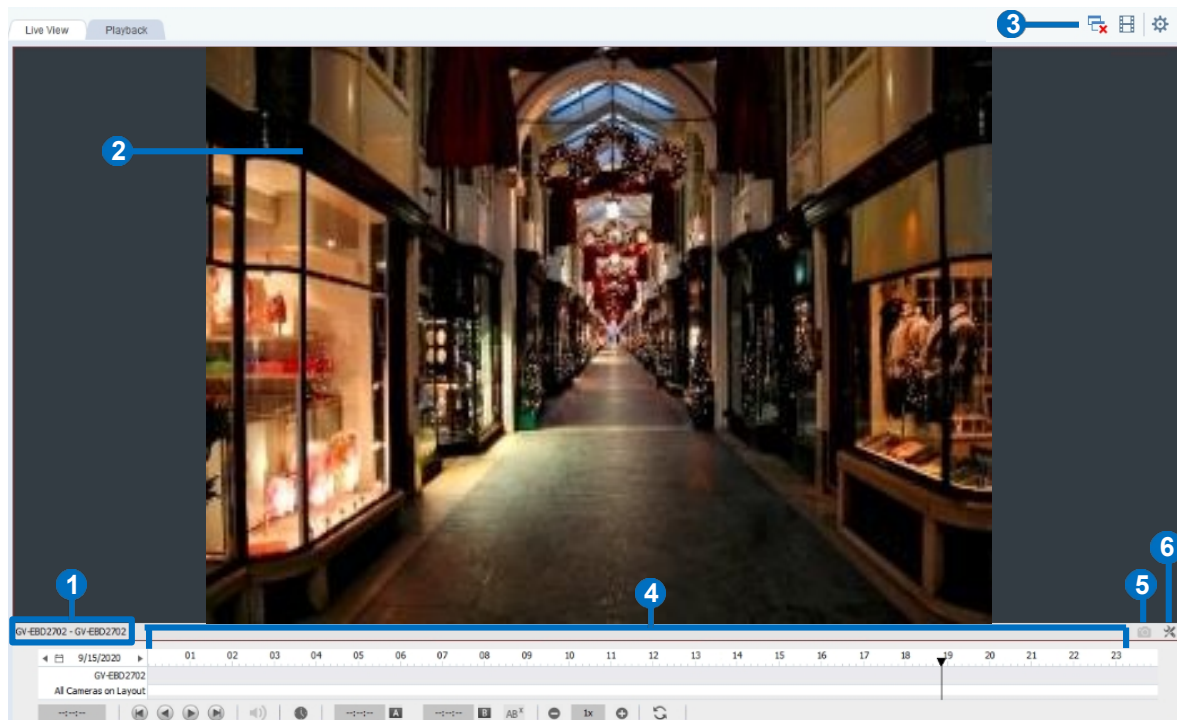 Live View Playback
3
2
1
4
5
6
GV-EBD2702 - GV-EBD2702
9/15/2020 01 02 03 04 05 06 07 08 09 10 11 12 13 14 15 16 17 18 19 20 21 22 23
GV-EBD2702
All Cameras on Layout
--:--:-- --:--:-- A --:--:-- B ABX 1x